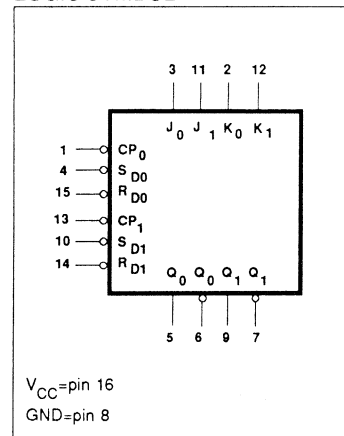 3 11 2 12
J0 J1 K0 K1
1 CP0
4 SD0
15 RD0
13 CP1
10 SD1
14 RD1
Q0 Q0 Q1 Q1
5 6 9 7
VCC=pin 16
GND=pin 8